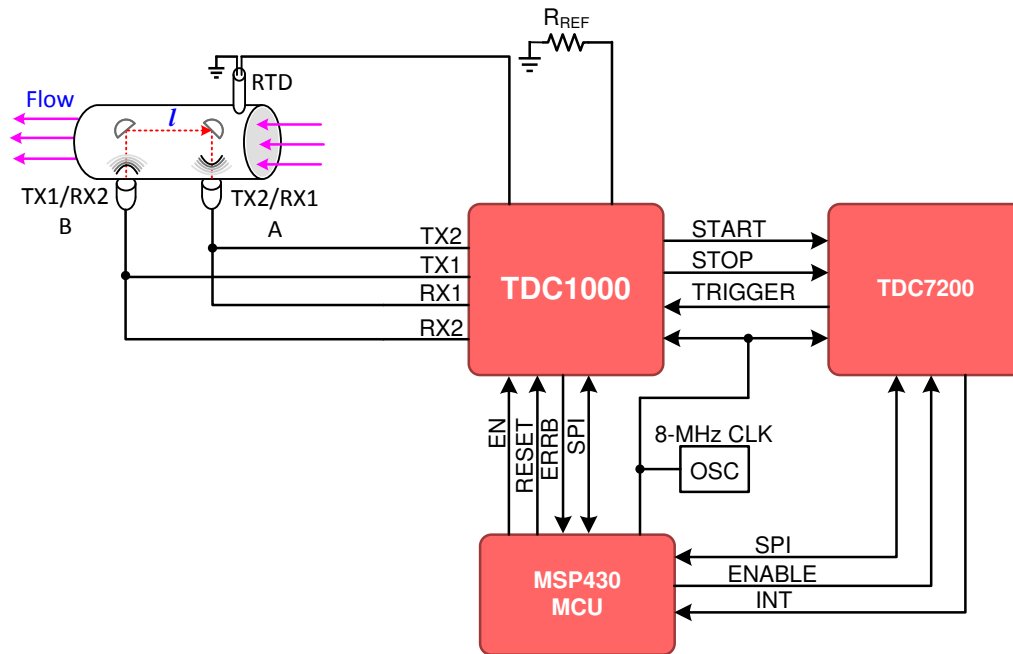 R_REF
RTD
Flow
l
TX1/RX2
B
TX2/RX1
A
TX2
TX1
RX1
RX2
TDC1000
START
STOP
TRIGGER
TDC7200
EN
RESET
ERRB
SPI
8-MHz CLK
OSC
MSP430
MCU
SPI
ENABLE
INT